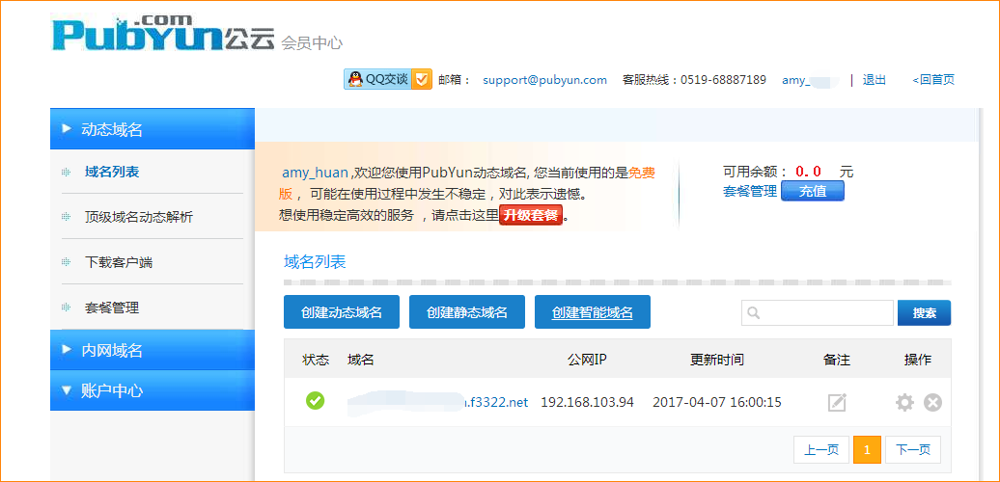 PubYun.com公云 会员中心
QQ交谈 邮箱： support@pubyun.com 客服热线：0519-68887189 amy_ | 退出 <回首页
动态域名
域名列表
顶级域名动态解析
下载客户端
套餐管理
内网域名
账户中心
amy_huan ,欢迎您使用PubYun动态域名, 您当前使用的是免费
版 ，可能在使用过程中发生不稳定，对此表示遗憾。
想使用稳定高效的服务 ，请点击这里升级套餐。
可用余额： 0.0 元
套餐管理 充值
域名列表
创建动态域名 创建静态域名 创建智能域名 搜索
状态 域名 公网IP 更新时间 备注 操作
.f3322.net 192.168.103.94 2017-04-07 16:00:15
上一页 1 下一页